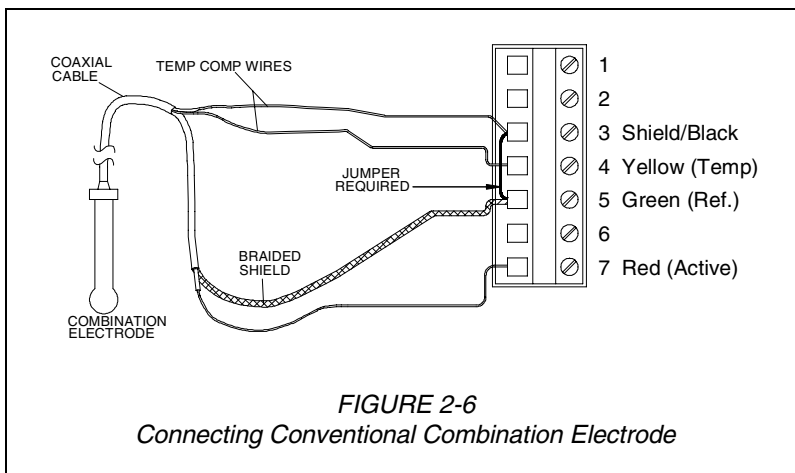 COAXIAL
CABLE
TEMP COMP WIRES
1
2
3 Shield/Black
4 Yellow (Temp)
JUMPER
REQUIRED
5 Green (Ref.)
6
BRAIDED
SHIELD
7 Red (Active)
COMBINATION
ELECTRODE
FIGURE 2-6
Connecting Conventional Combination Electrode